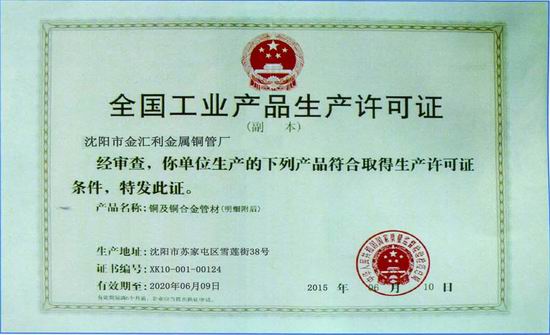 全国工业产品生产许可证
(副 本)
沈阳市金汇利金属铜管厂
经审查，你单位生产的下列产品符合取得生产许可证
条件，特发此证。
产品名称：铜及铜合金管材(明细附后)
生产地址：沈阳市苏家屯区雪莲街38号
证书编号：XK10-001-00124
有效期至：2020年06月09日
2015 年 06 月 10 日